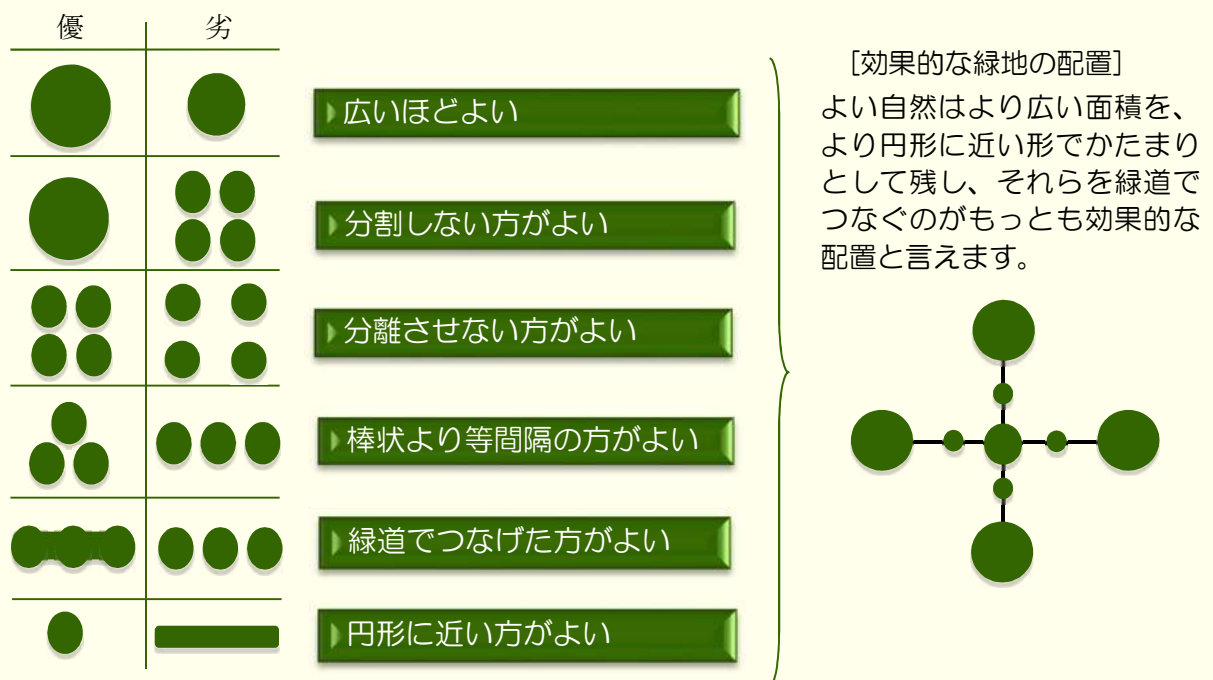 優 劣
広いほどよい
分割しない方がよい
分離させない方がよい
棒状より等間隔の方がよい
緑道でつなげた方がよい
円形に近い方がよい
［効果的な緑地の配置］
よい自然はより広い面積を、
より円形に近い形でかたまり
として残し、それらを緑道で
つなぐのがもっとも効果的な
配置と言えます。